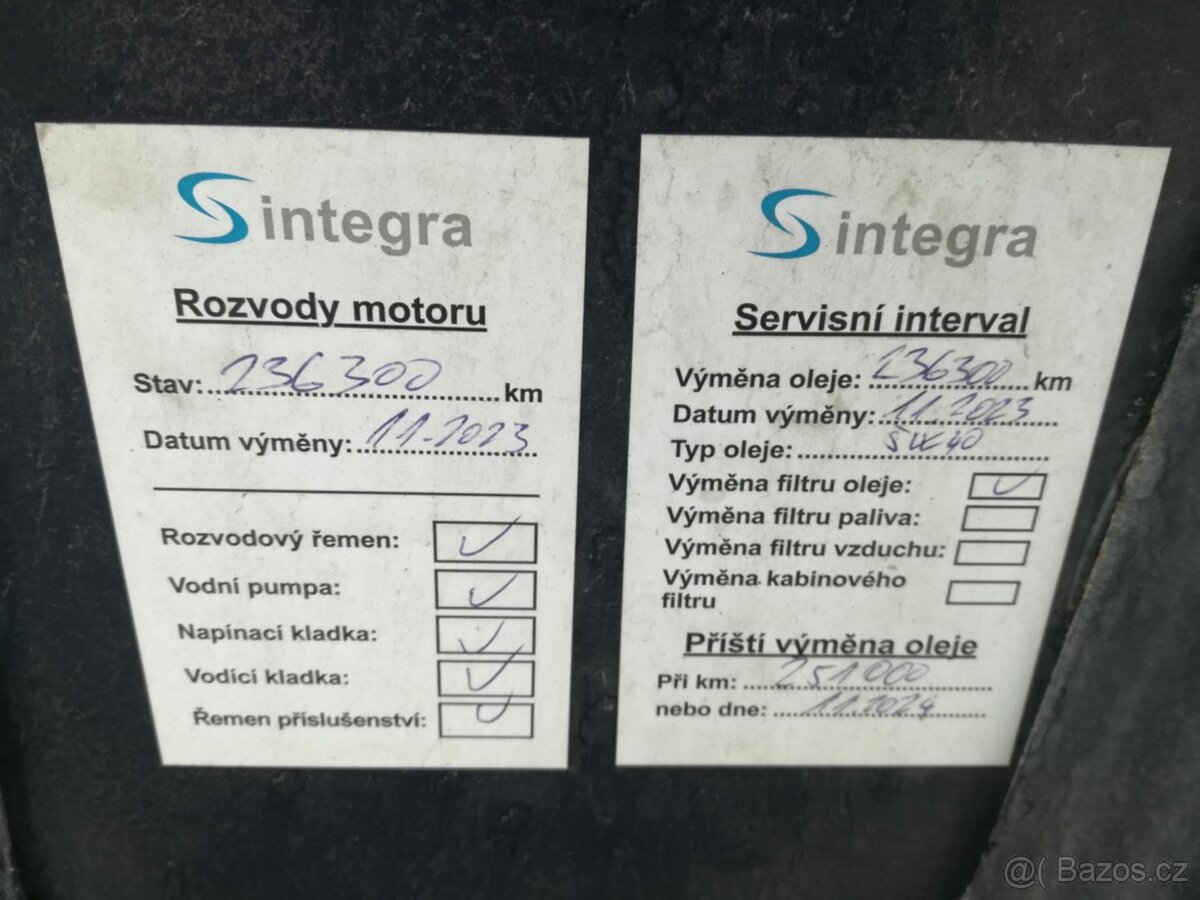 Sintegra
Rozvody motoru
Stav: 236300 km
Datum výměny: 11.2023
Rozvodový řemen:
Vodní pumpa:
Napínací kladka:
Vodící kladka:
Řemen příslušenství:
Sintegra
Servisní interval
Výměna oleje: 236300 km
Datum výměny: 11.2023
Typ oleje: 5W40
Výměna filtru oleje:
Výměna filtru paliva:
Výměna filtru vzduchu:
Výměna kabinového
filtru
Příští výměna oleje
Při km: 251000
nebo dne: 11.2024
@( Bazos.cz